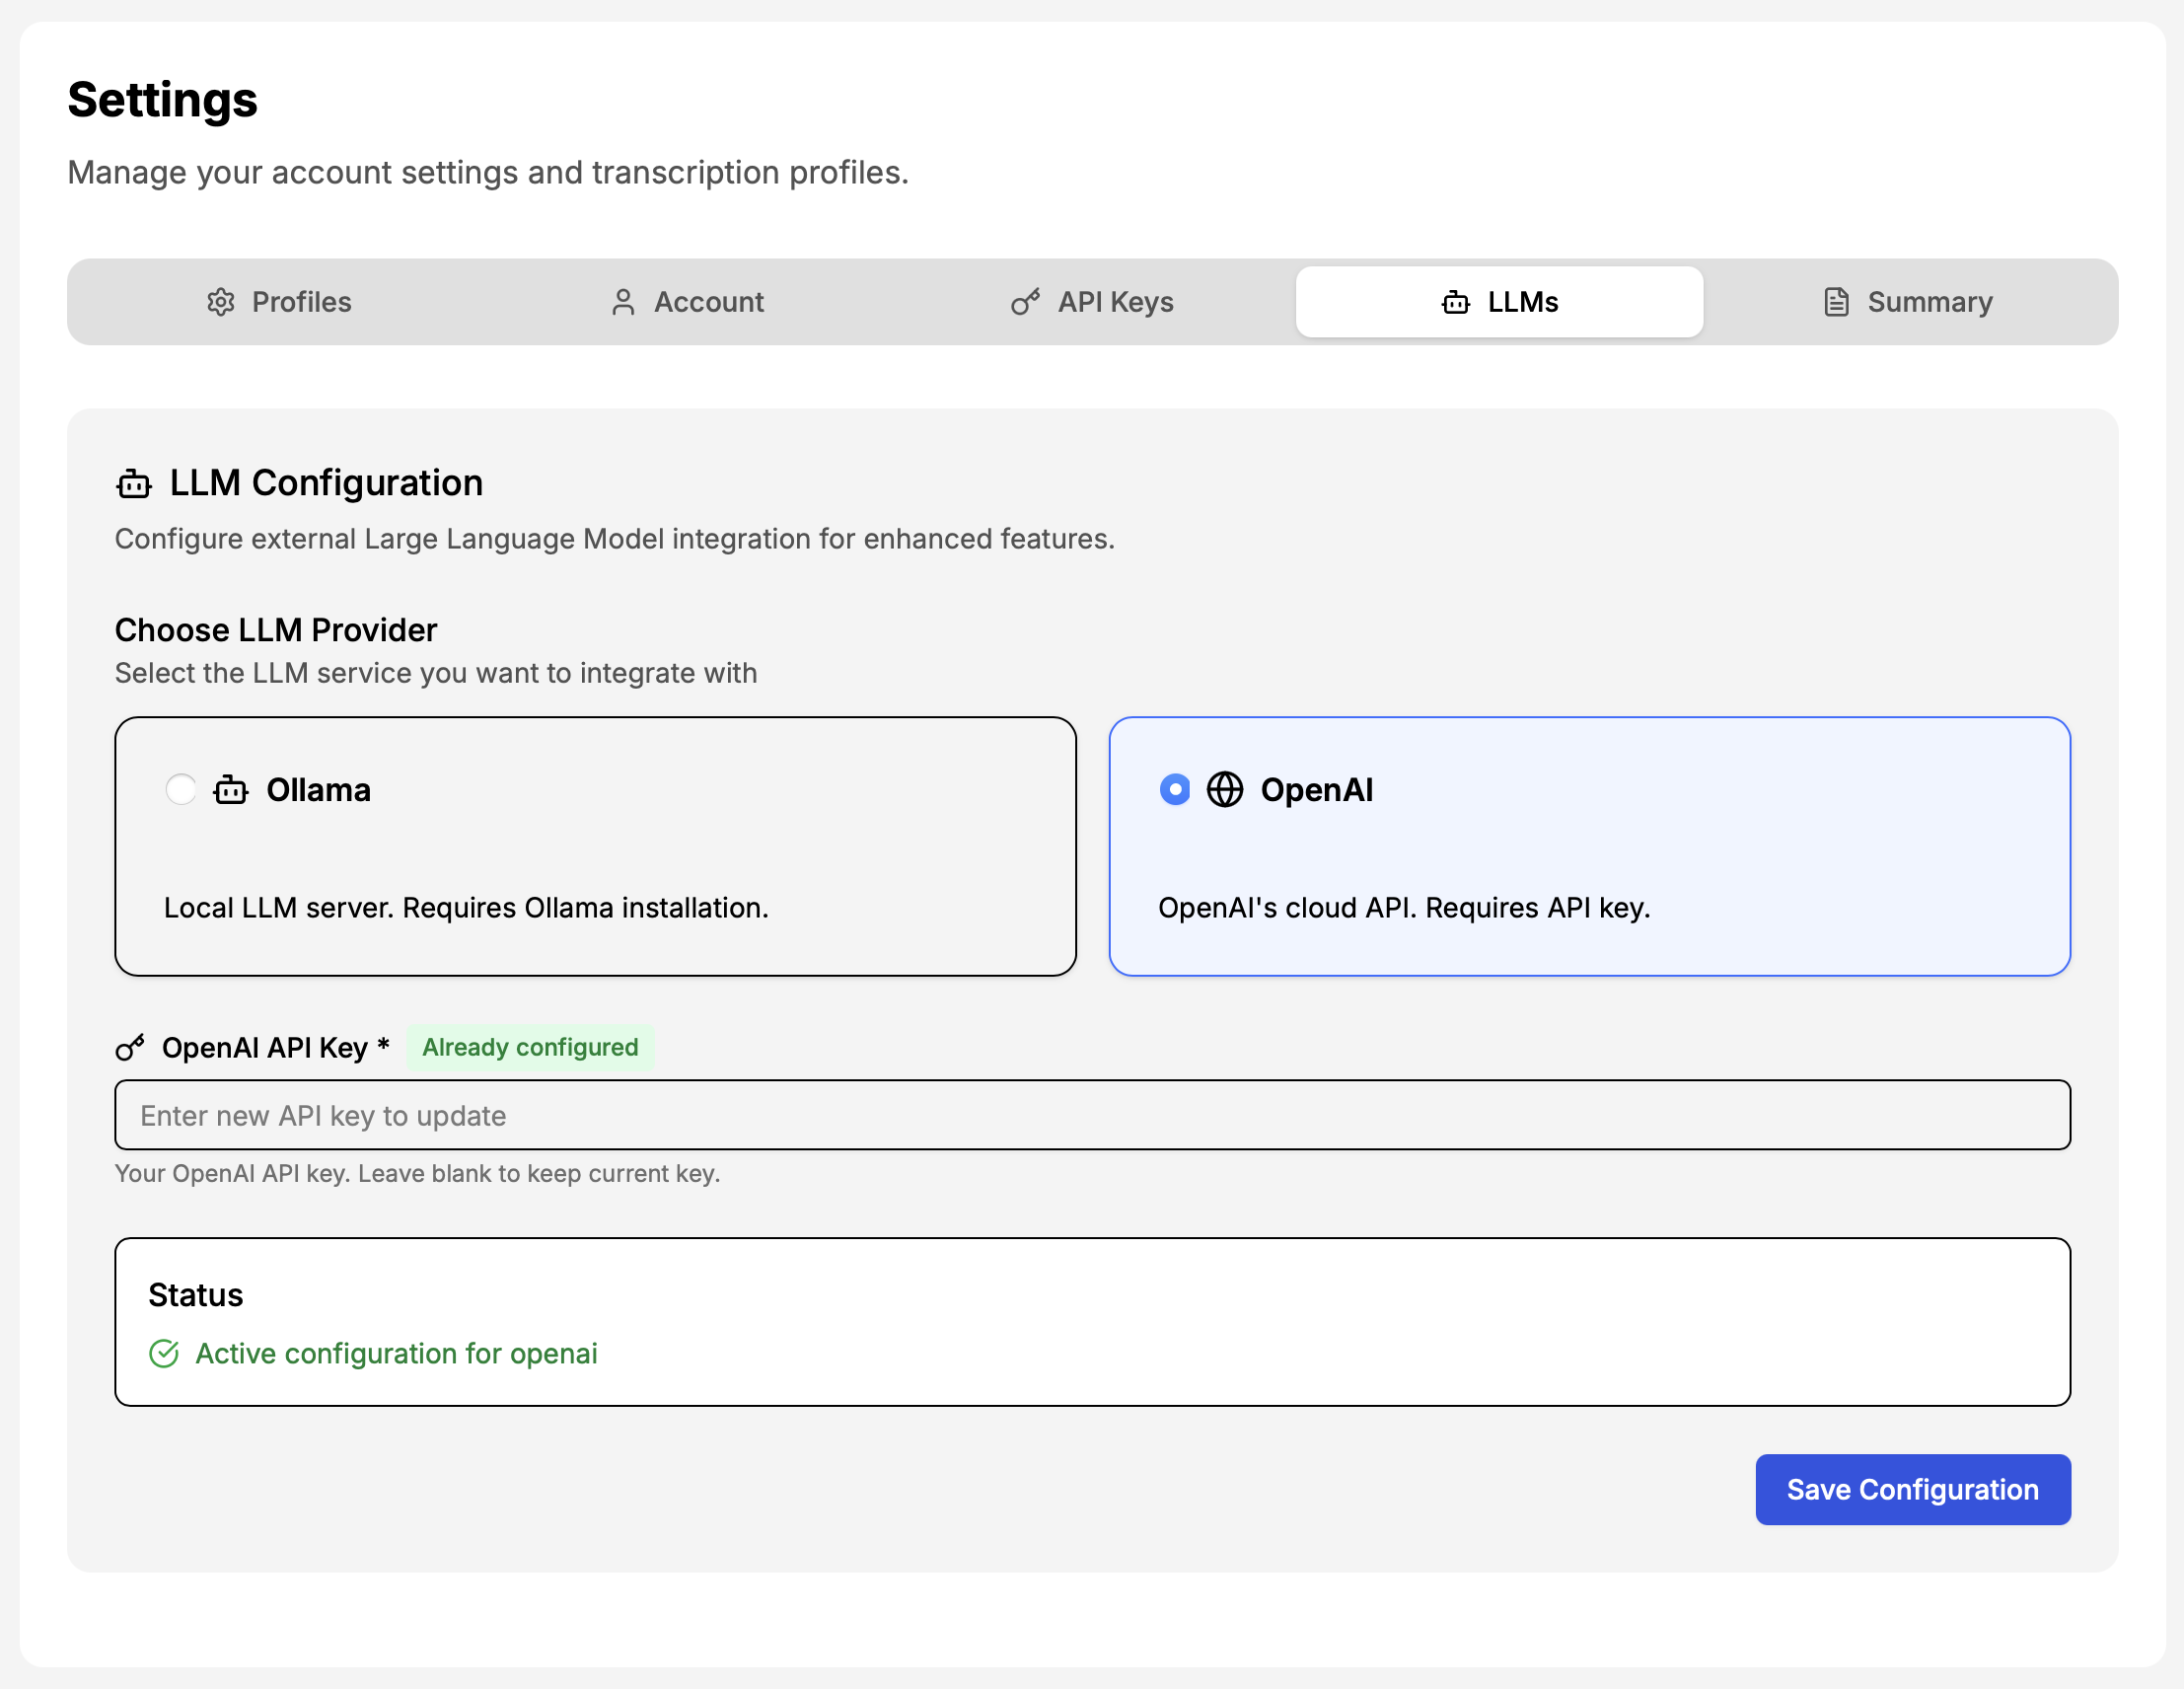 Settings
Manage your account settings and transcription profiles.
Profiles
Account
API Keys
LLMs
Summary
LLM Configuration
Configure external Large Language Model integration for enhanced features.
Choose LLM Provider
Select the LLM service you want to integrate with
Ollama
Local LLM server. Requires Ollama installation.
OpenAI
OpenAI's cloud API. Requires API key.
OpenAI API Key * Already configured
Enter new API key to update
Your OpenAI API key. Leave blank to keep current key.
Status
Active configuration for openai
Save Configuration